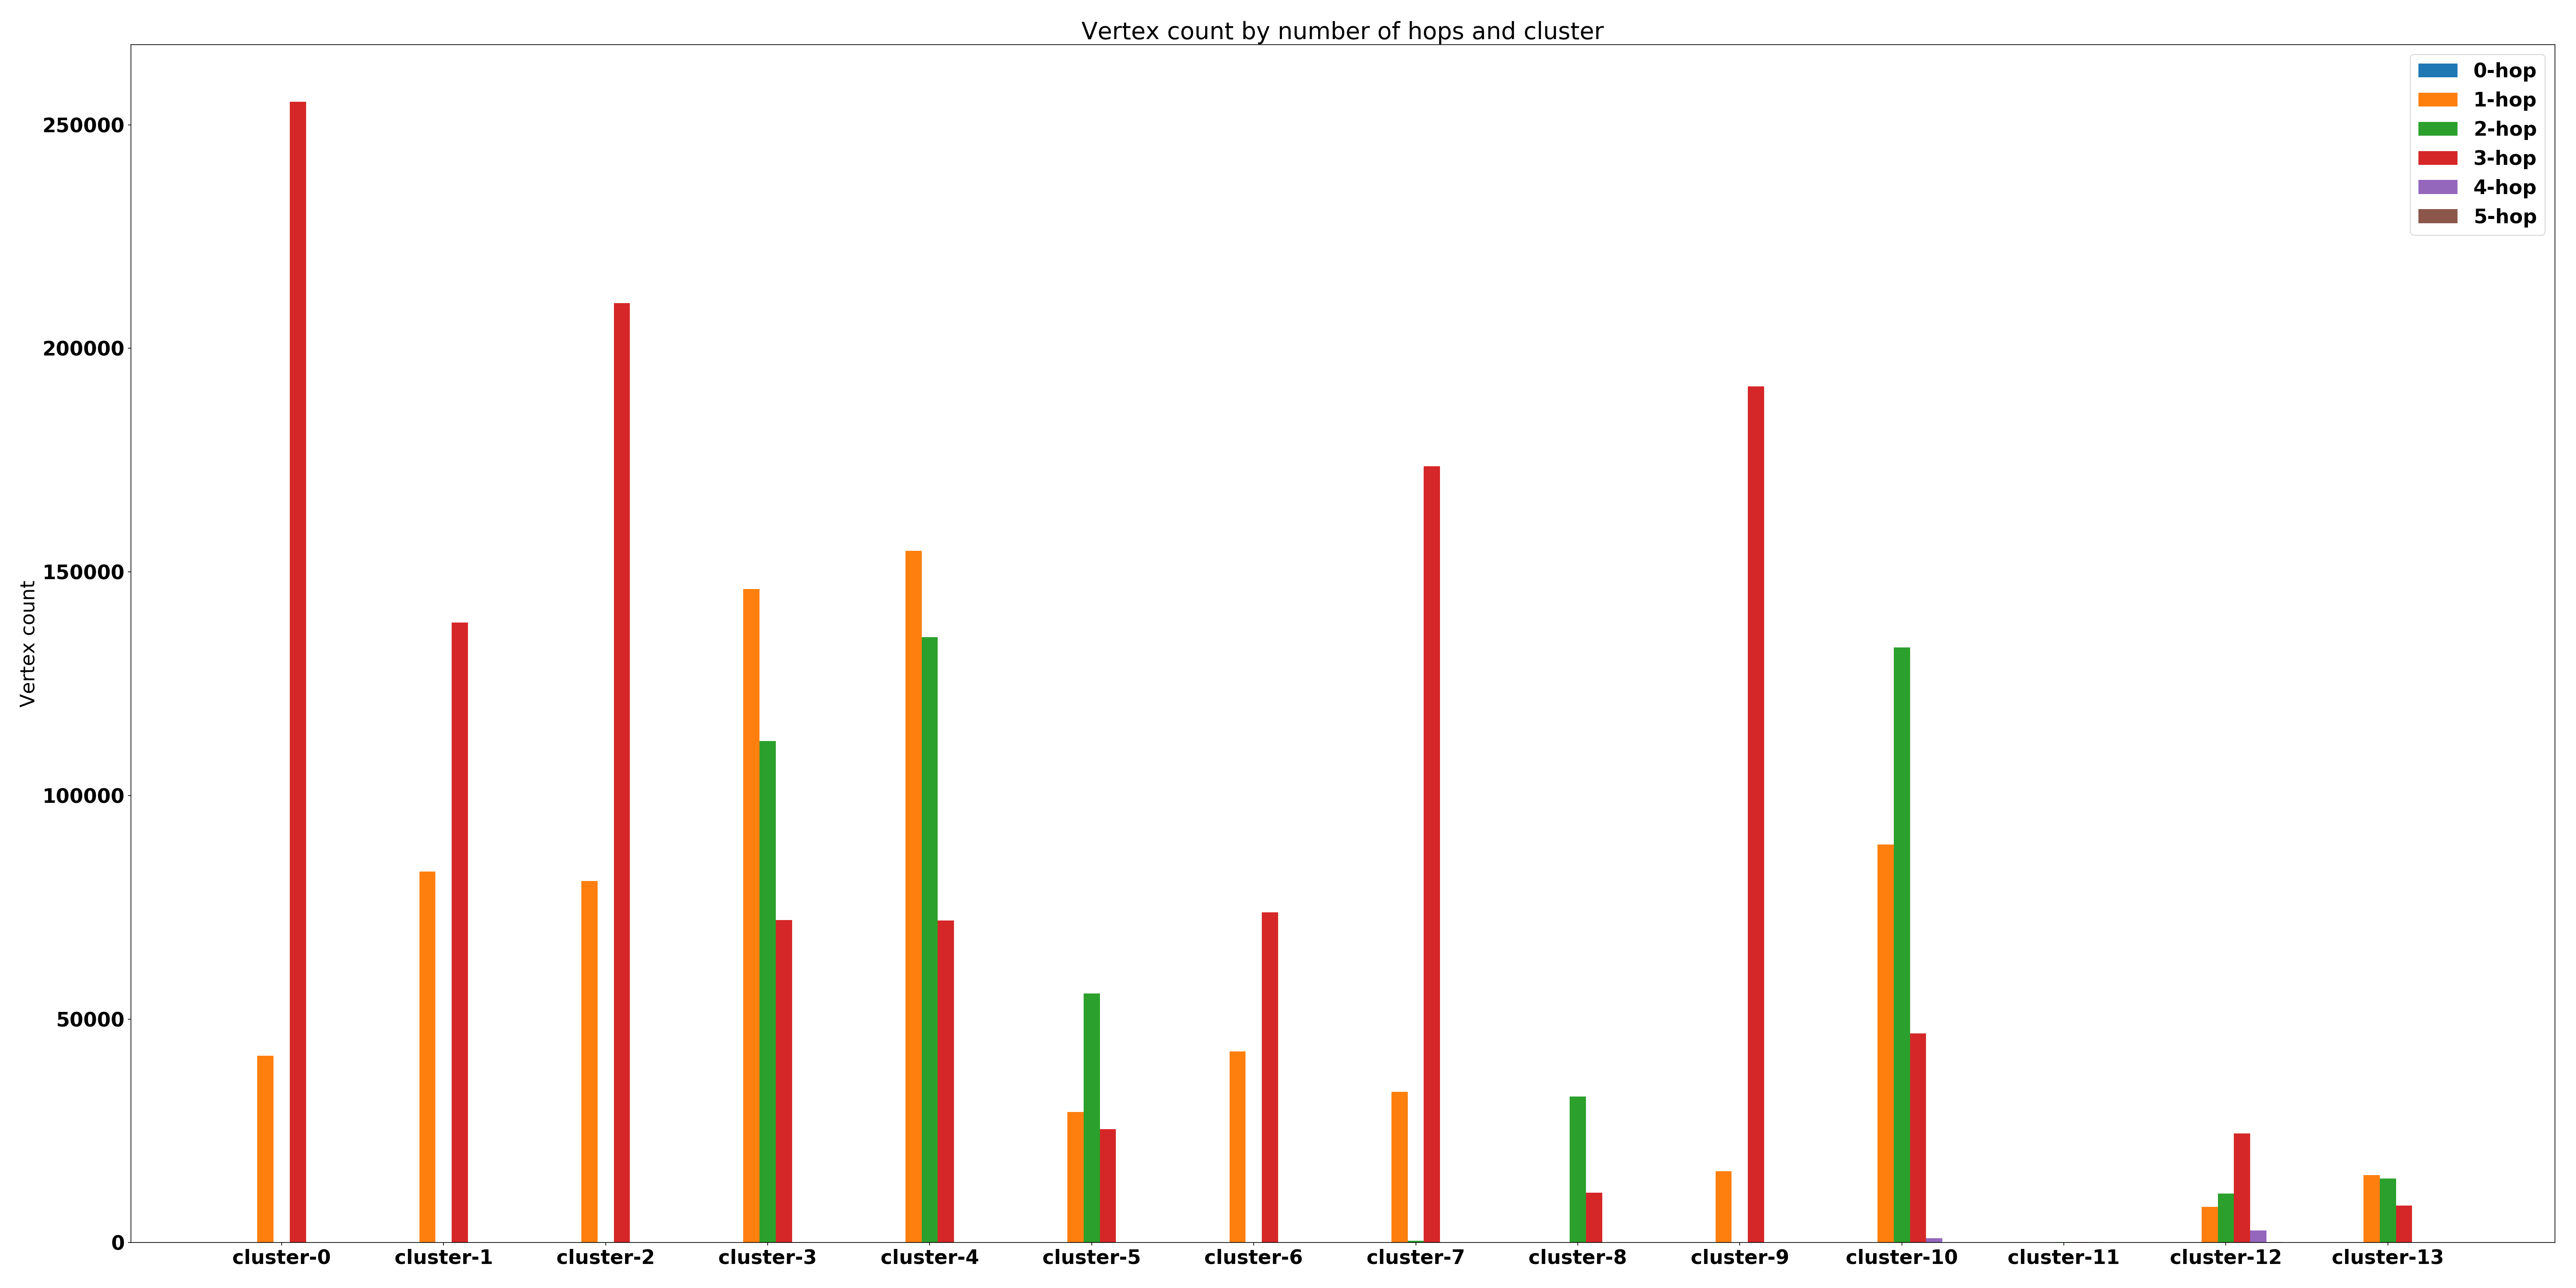 Vertex count by number of hops and cluster
0-hop
1-hop
2-hop
3-hop
4-hop
5-hop
Vertex count
250000
200000
150000
100000
50000
0
cluster-0 cluster-1 cluster-2 cluster-3 cluster-4 cluster-5 cluster-6 cluster-7 cluster-8 cluster-9 cluster-10 cluster-11 cluster-12 cluster-13